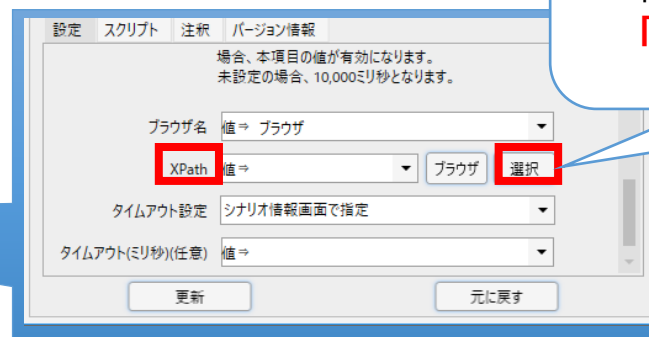 設定 スクリプト 注釈 バージョン情報
場合、本項目の値が有効になります。
未設定の場合、10,000ミリ秒となります。
ブラウザ名 値⇒ ブラウザ
XPath 値⇒ ブラウザ 選択
タイムアウト設定 シナリオ情報画面で指定
タイムアウト(ミリ秒)(任意) 値⇒
更新 元に戻す